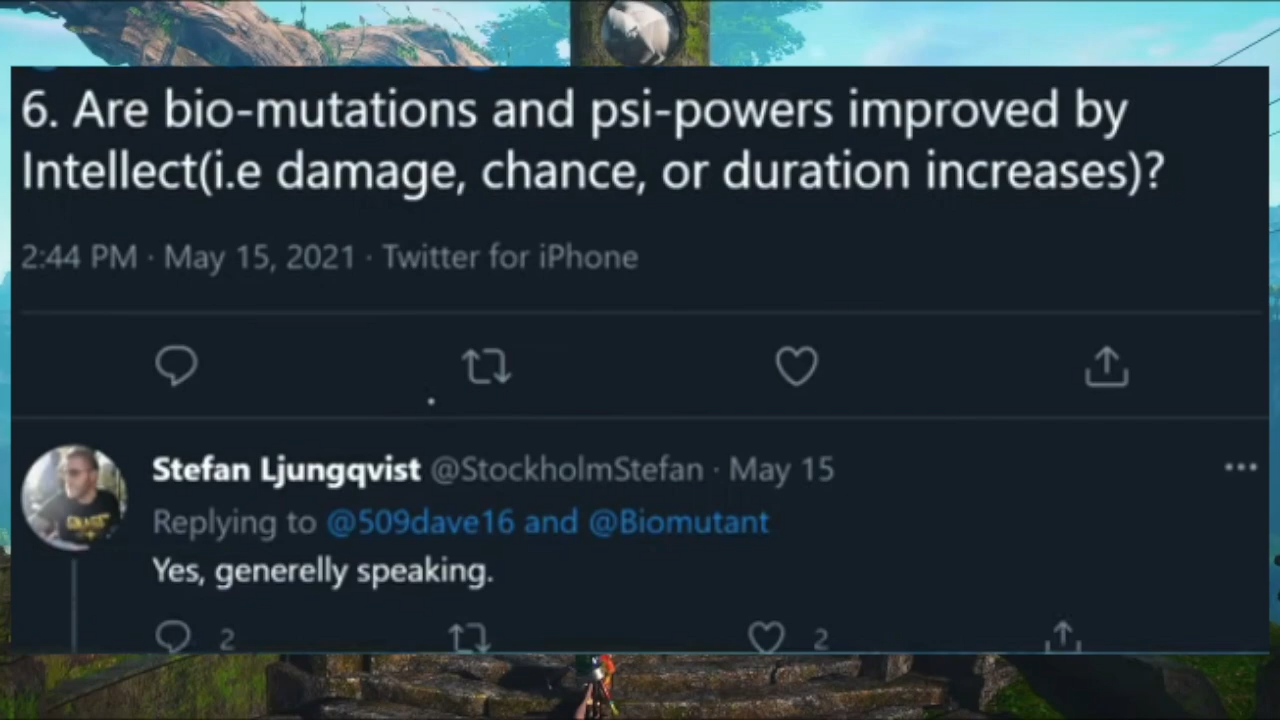 6. Are bio-mutations and psi-powers improved by
Intellect(i.e damage, chance, or duration increases)?
2:44 PM · May 15, 2021 · Twitter for iPhone
Stefan Ljungqvist @StockholmStefan · May 15
Replying to @509dave16 and @Biomutant
Yes, generelly speaking.
2 2